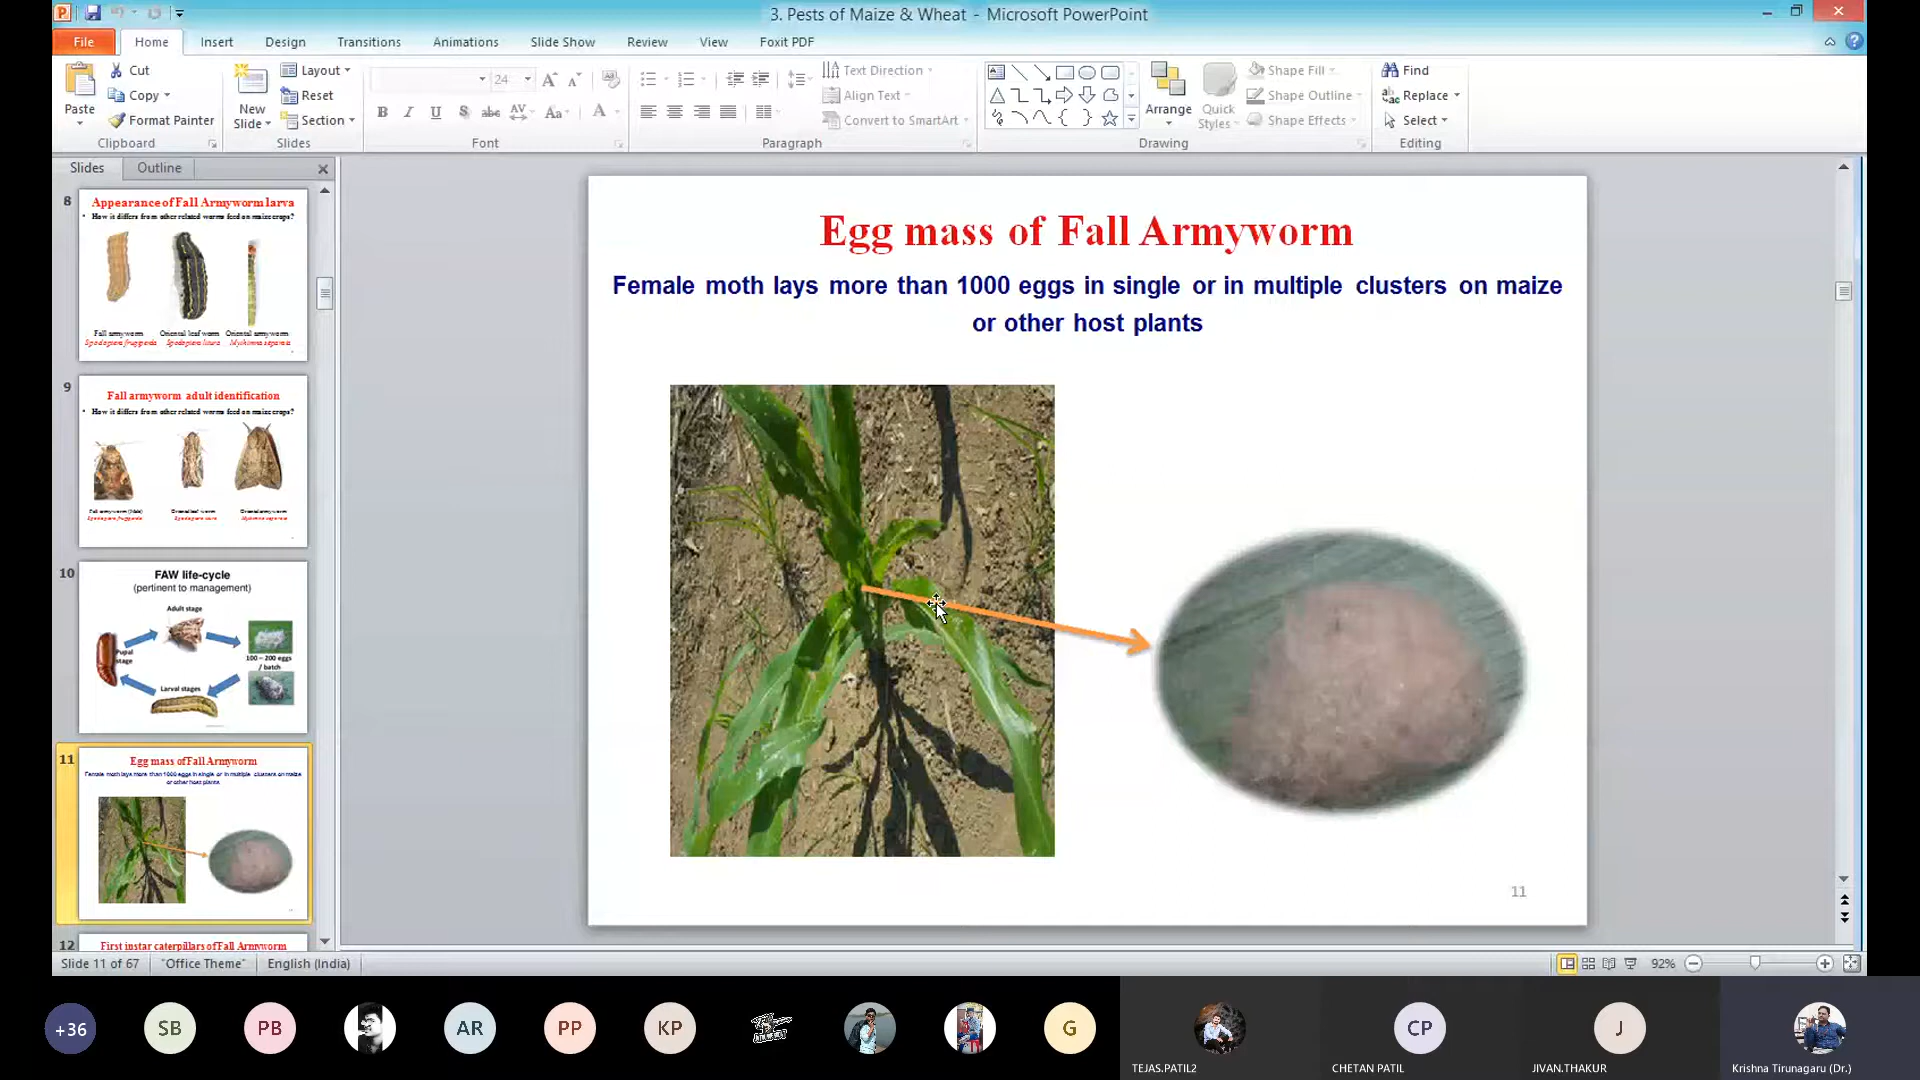 3. Pests of Maize & Wheat - Microsoft PowerPoint
File Home Insert Design Transitions Animations Slide Show Review View Foxit PDF
Cut
Copy
Format Painter
Paste
Clipboard
New Slide
Layout
Reset
Section
Slides
24
Font
Text Direction
Align Text
Convert to SmartArt
Paragraph
Arrange
Quick Styles
Shape Fill
Shape Outline
Shape Effects
Drawing
Find
Replace
Select
Editing
Slides Outline
8
Appearance of Fall Armyworm larva
• How it differs from other related worms feed on maize crops?
Fall armyworm Oriental leaf worm Oriental armyworm
Spodoptera frugiperda Spodoptera litura Mythimna separata
9
Fall armyworm adult identification
• How it differs from other related worms feed on maize crops?
10
FAW life-cycle
(pertinent to management)
Adult stage
Pupal stage
100 – 200 eggs / batch
Larval stages
11
Egg mass of Fall Armyworm
Female moth lays more than 1000 eggs in single or in multiple clusters on maize
or other host plants
12
First instar caterpillars of Fall Armyworm
Egg mass of Fall Armyworm
Female moth lays more than 1000 eggs in single or in multiple clusters on maize
or other host plants
11
Slide 11 of 67 "Office Theme" English (India) 92%
+36 SB PB AR PP KP G CP J
TEJAS.PATIL2 CHETAN PATIL JIVAN.THAKUR Krishna Tirunagaru (Dr.)